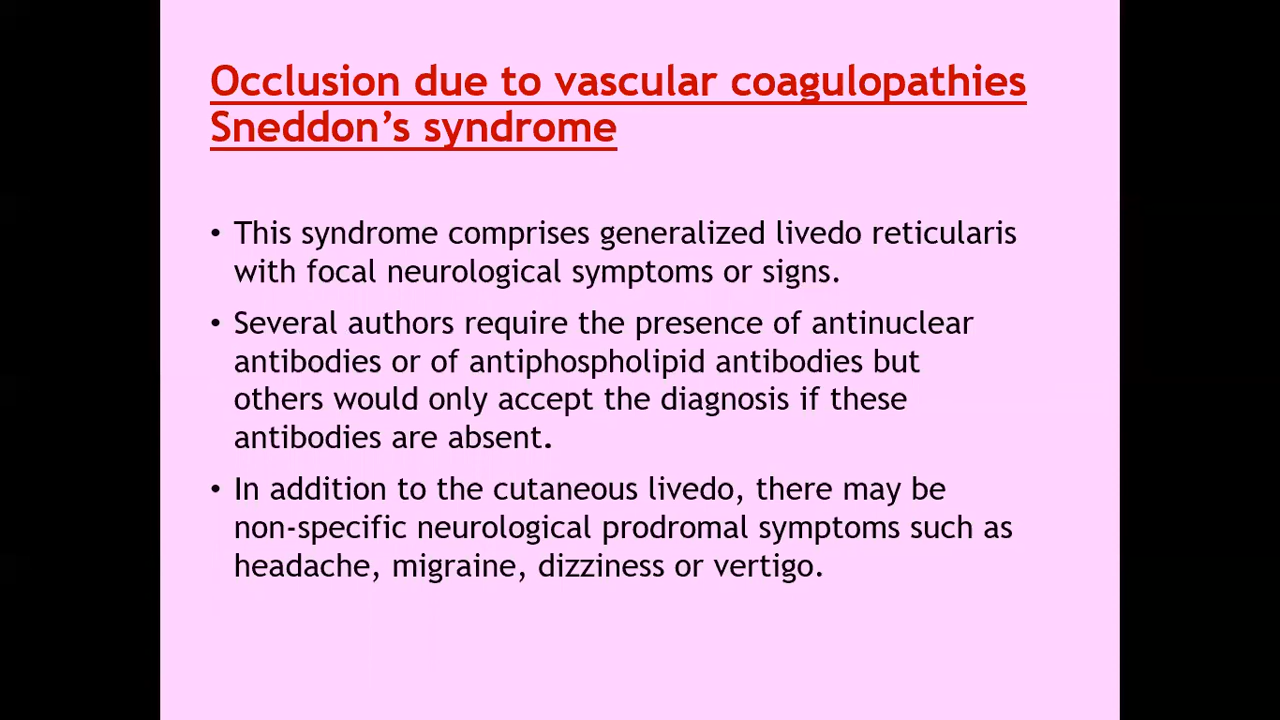 Occlusion due to vascular coagulopathies
Sneddon’s syndrome
• This syndrome comprises generalized livedo reticularis
with focal neurological symptoms or signs.
• Several authors require the presence of antinuclear
antibodies or of antiphospholipid antibodies but
others would only accept the diagnosis if these
antibodies are absent.
• In addition to the cutaneous livedo, there may be
non-specific neurological prodromal symptoms such as
headache, migraine, dizziness or vertigo.